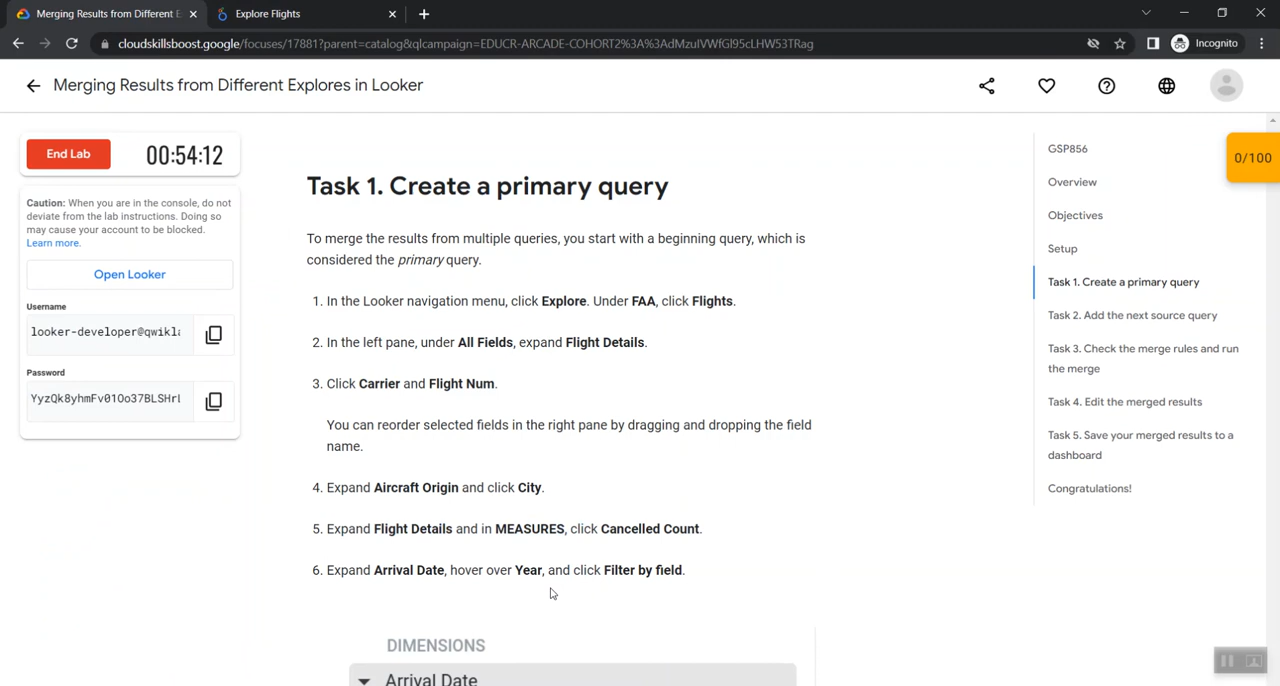 Merging Results from Different E
Explore Flights
cloudskillsboost.google/focuses/17881?parent=catalog&qlcampaign=EDUCR-ARCADE-COHORT2%3A%3AdMzuIVWfGl95cLHW53TRag
Incognito
Merging Results from Different Explores in Looker
End Lab
00:54:12
0/100
Caution: When you are in the console, do not
deviate from the lab instructions. Doing so
may cause your account to be blocked.
Learn more.
Open Looker
Username
looker-developer@qwikla
Password
YyzQk8yhmFv01Oo37BLSHr
Task 1. Create a primary query
To merge the results from multiple queries, you start with a beginning query, which is
considered the primary query.
1. In the Looker navigation menu, click Explore. Under FAA, click Flights.
2. In the left pane, under All Fields, expand Flight Details.
3. Click Carrier and Flight Num.
You can reorder selected fields in the right pane by dragging and dropping the field
name.
4. Expand Aircraft Origin and click City.
5. Expand Flight Details and in MEASURES, click Cancelled Count.
6. Expand Arrival Date, hover over Year, and click Filter by field.
DIMENSIONS
Arrival Date
GSP856
Overview
Objectives
Setup
Task 1. Create a primary query
Task 2. Add the next source query
Task 3. Check the merge rules and run
the merge
Task 4. Edit the merged results
Task 5. Save your merged results to a
dashboard
Congratulations!